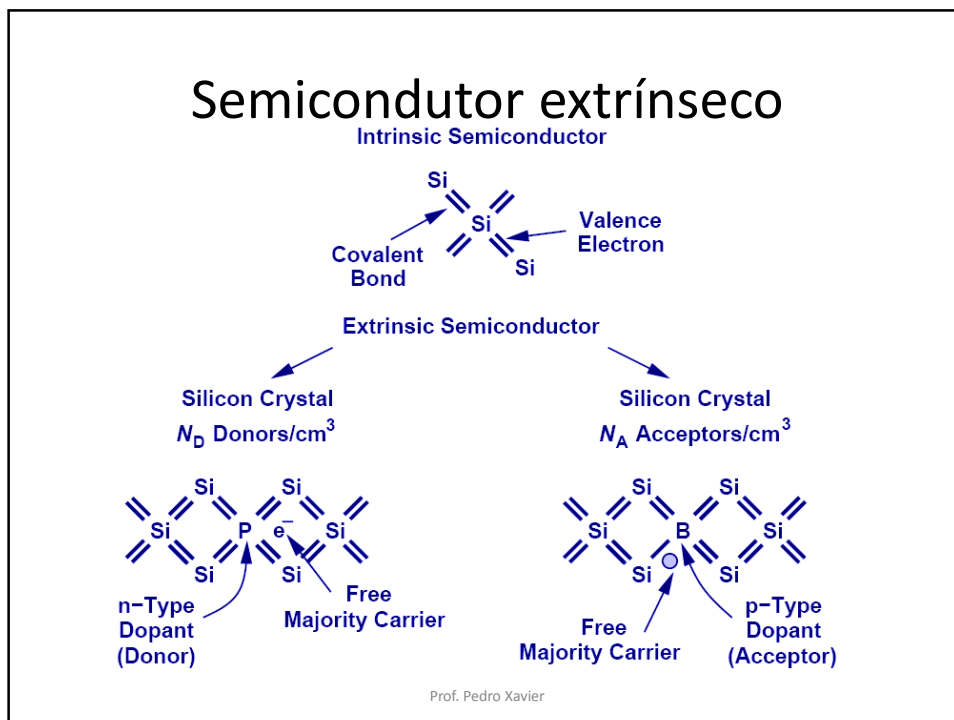 Semicondutor extrínseco
Intrinsic Semiconductor
Si
Si
Si
Covalent
Bond
Valence
Electron
Extrinsic Semiconductor
Silicon Crystal
N_D Donors/cm³
Si Si
Si P e⁻ Si
Si Si
n−Type
Dopant
(Donor)
Free
Majority Carrier
Silicon Crystal
N_A Acceptors/cm³
Si Si
Si B Si
Si Si
Free
Majority Carrier
p−Type
Dopant
(Acceptor)
Prof. Pedro Xavier